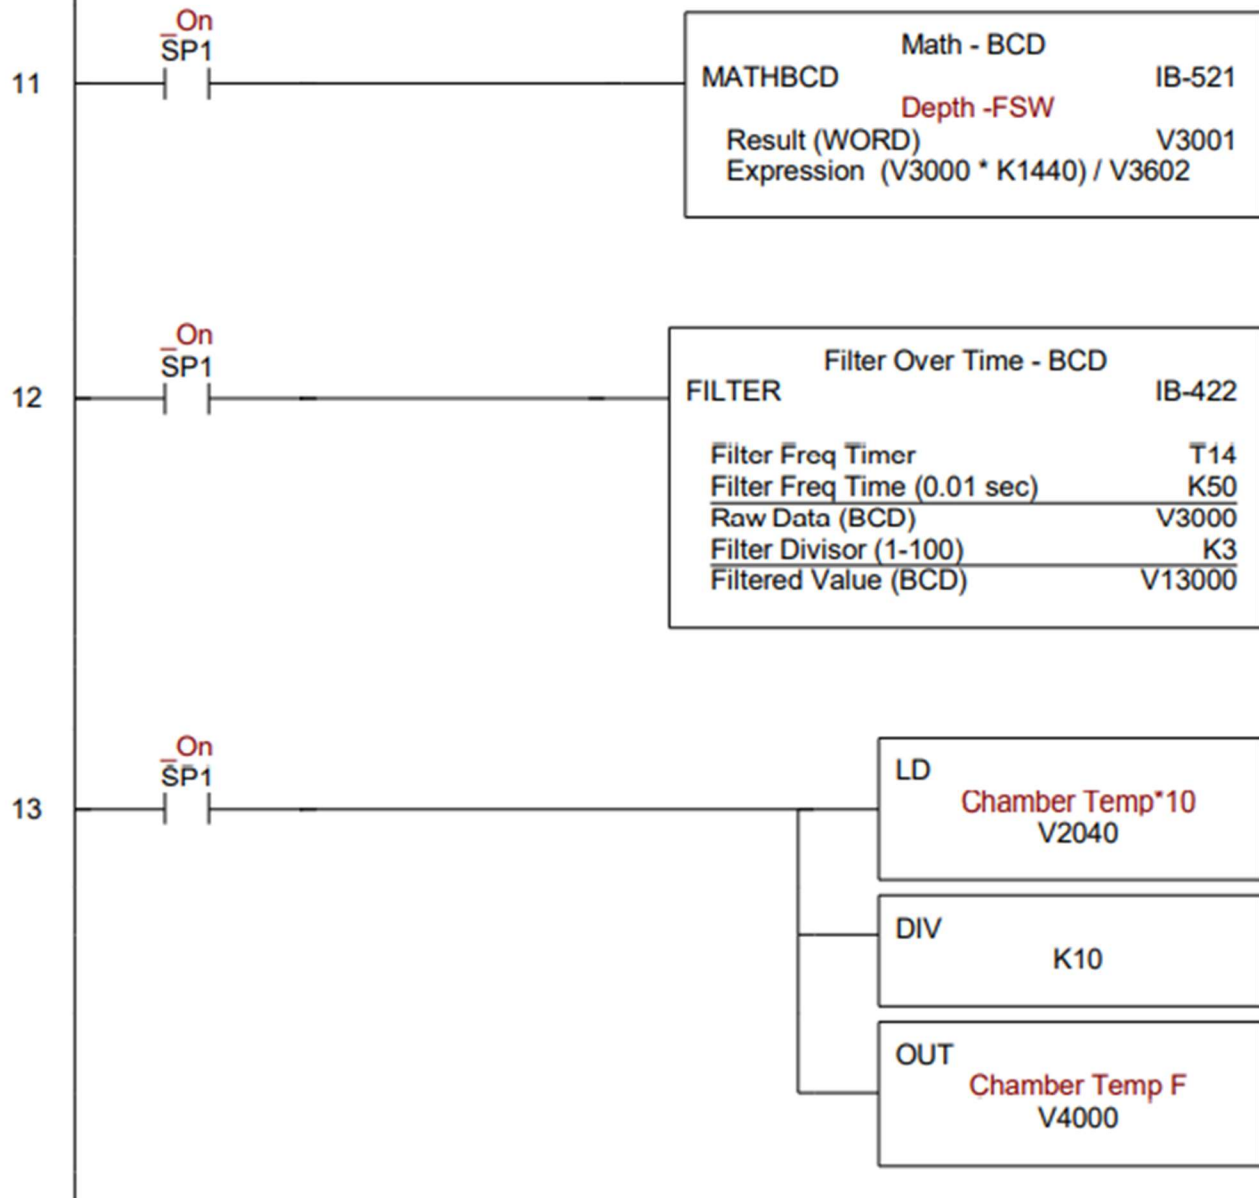 _On
SP1
11
Math - BCD
MATHBCD IB-521
Depth -FSW
Result (WORD) V3001
Expression (V3000 * K1440) / V3602
_On
SP1
12
Filter Over Time - BCD
FILTER IB-422
Filter Freq Timer T14
Filter Freq Time (0.01 sec) K50
Raw Data (BCD) V3000
Filter Divisor (1-100) K3
Filtered Value (BCD) V13000
_On
SP1
13
LD
Chamber Temp*10
V2040
DIV
K10
OUT
Chamber Temp F
V4000